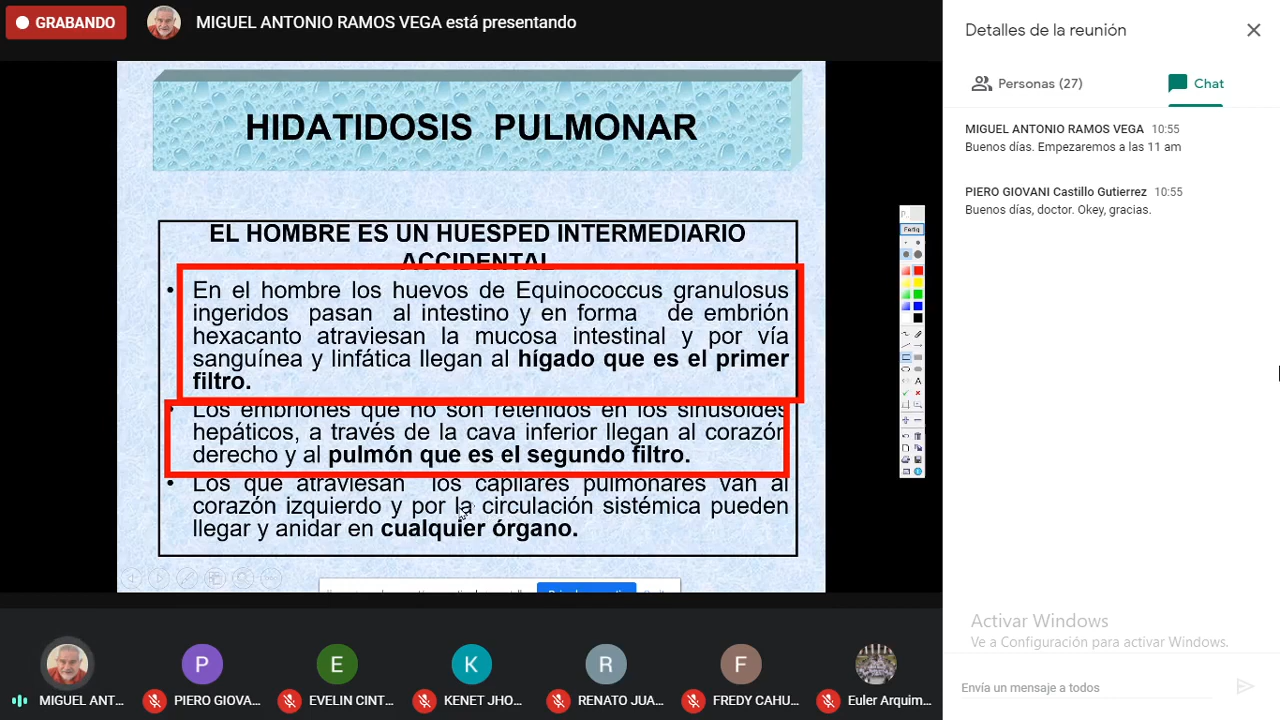 GRABANDO
MIGUEL ANTONIO RAMOS VEGA está presentando
HIDATIDOSIS PULMONAR
EL HOMBRE ES UN HUESPED INTERMEDIARIO
ACCIDENTAL
• En el hombre los huevos de Equinococcus granulosus
ingeridos pasan al intestino y en forma de embrión
hexacanto atraviesan la mucosa intestinal y por vía
sanguínea y linfática llegan al hígado que es el primer
filtro.
• Los embriones que no son retenidos en los sinusoides
hepáticos, a través de la cava inferior llegan al corazón
derecho y al pulmón que es el segundo filtro.
• Los que atraviesan los capilares pulmonares van al
corazón izquierdo y por la circulación sistémica pueden
llegar y anidar en cualquier órgano.
Detalles de la reunión
Personas (27)
Chat
MIGUEL ANTONIO RAMOS VEGA 10:55
Buenos días. Empezaremos a las 11 am
PIERO GIOVANI Castillo Gutierrez 10:55
Buenos días, doctor. Okey, gracias.
Activar Windows
Ve a Configuración para activar Windows.
Envía un mensaje a todos
P
E
K
R
F
MIGUEL ANT...
PIERO GIOVA...
EVELIN CINT...
KENET JHO...
RENATO JUA...
FREDY CAHU...
Euler Arquim...